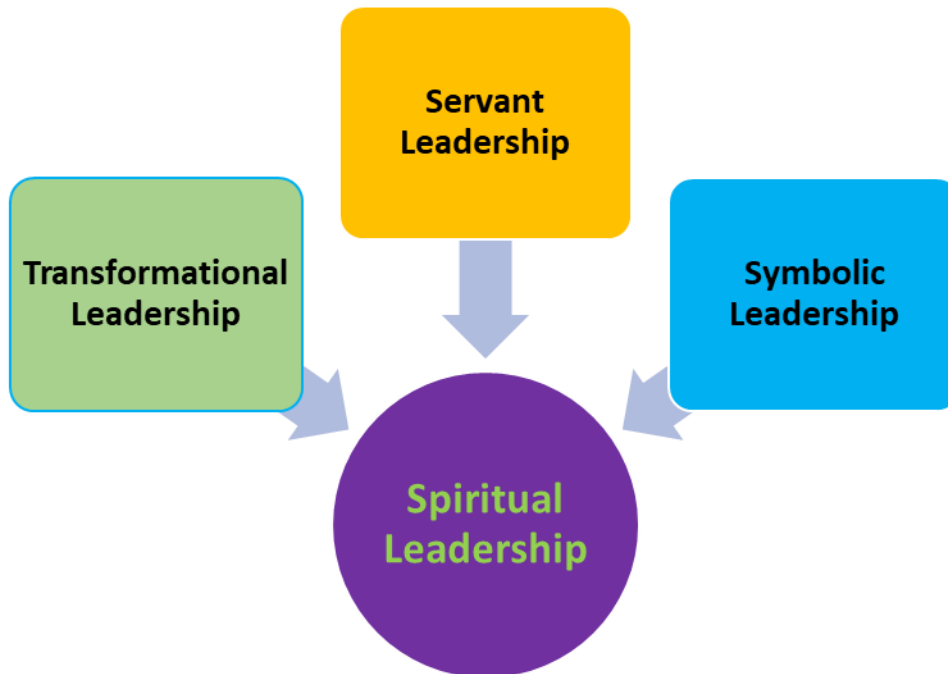 Servant
Leadership
Transformational
Leadership
Symbolic
Leadership
Spiritual
Leadership